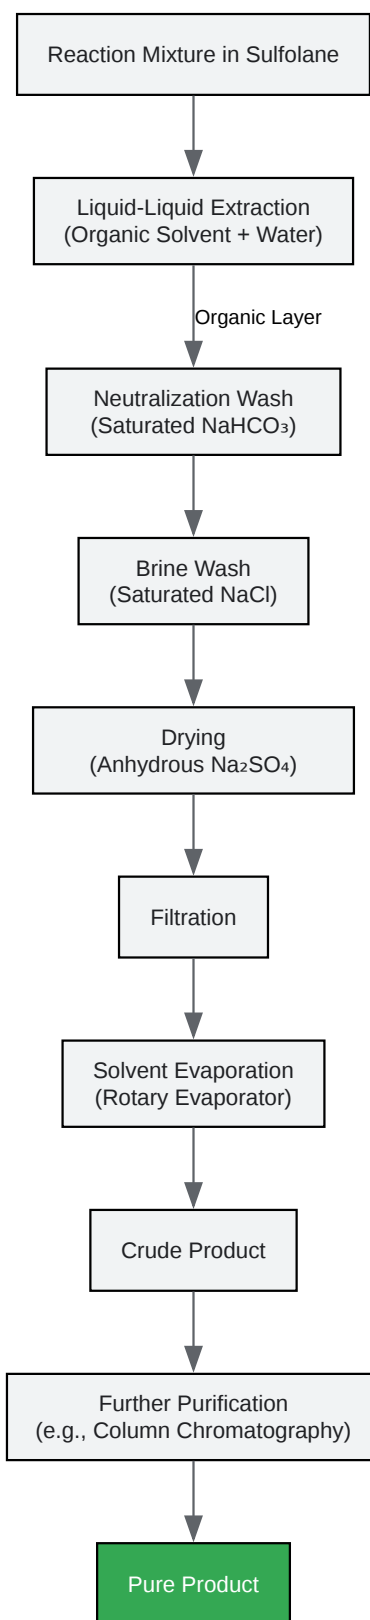 Reaction Mixture in Sulfolane
Liquid-Liquid Extraction
(Organic Solvent + Water)
Organic Layer
Neutralization Wash
(Saturated NaHCO₃)
Brine Wash
(Saturated NaCl)
Drying
(Anhydrous Na₂SO₄)
Filtration
Solvent Evaporation
(Rotary Evaporator)
Crude Product
Further Purification
(e.g., Column Chromatography)
Pure Product